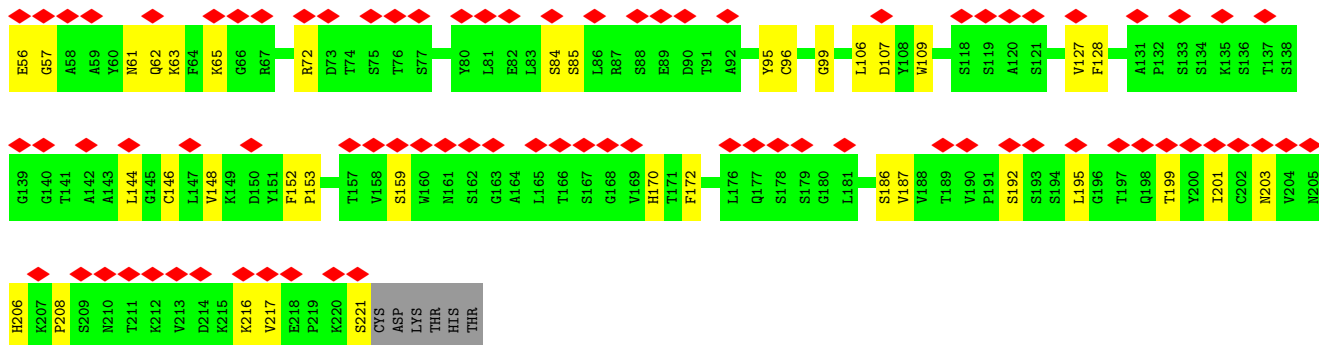 E56 G57 A58 A59 Y60 N61 Q62 K63 F64 K65 G66 R67 R72 D73 T74 S75 T76 S77 Y80 L81 E82 L83 S84 S85 L86 R87 S88 E89 D90 T91 A92 Y95 C96 G99 L106 D107 Y108 W109 S118 S119 A120 S121 V127 F128 A131 P132 S133 S134 K135 S136 T137 S138
G139 G140 T141 A142 A143 L144 G145 C146 L147 V148 K149 D150 Y151 F152 P153 T157 V158 S159 W160 N161 S162 G163 A164 L165 T166 S167 G168 V169 H170 T171 F172 L176 Q177 S178 S179 G180 L181 S186 V187 V188 T189 V190 P191 S192 S193 S194 L195 G196 T197 Q198 T199 Y200 I201 C202 N203 V204 N205
H206 K207 P208 S209 N210 T211 K212 V213 D214 K215 K216 V217 E218 P219 K220 S221 CYS ASP LYS THR HIS THR